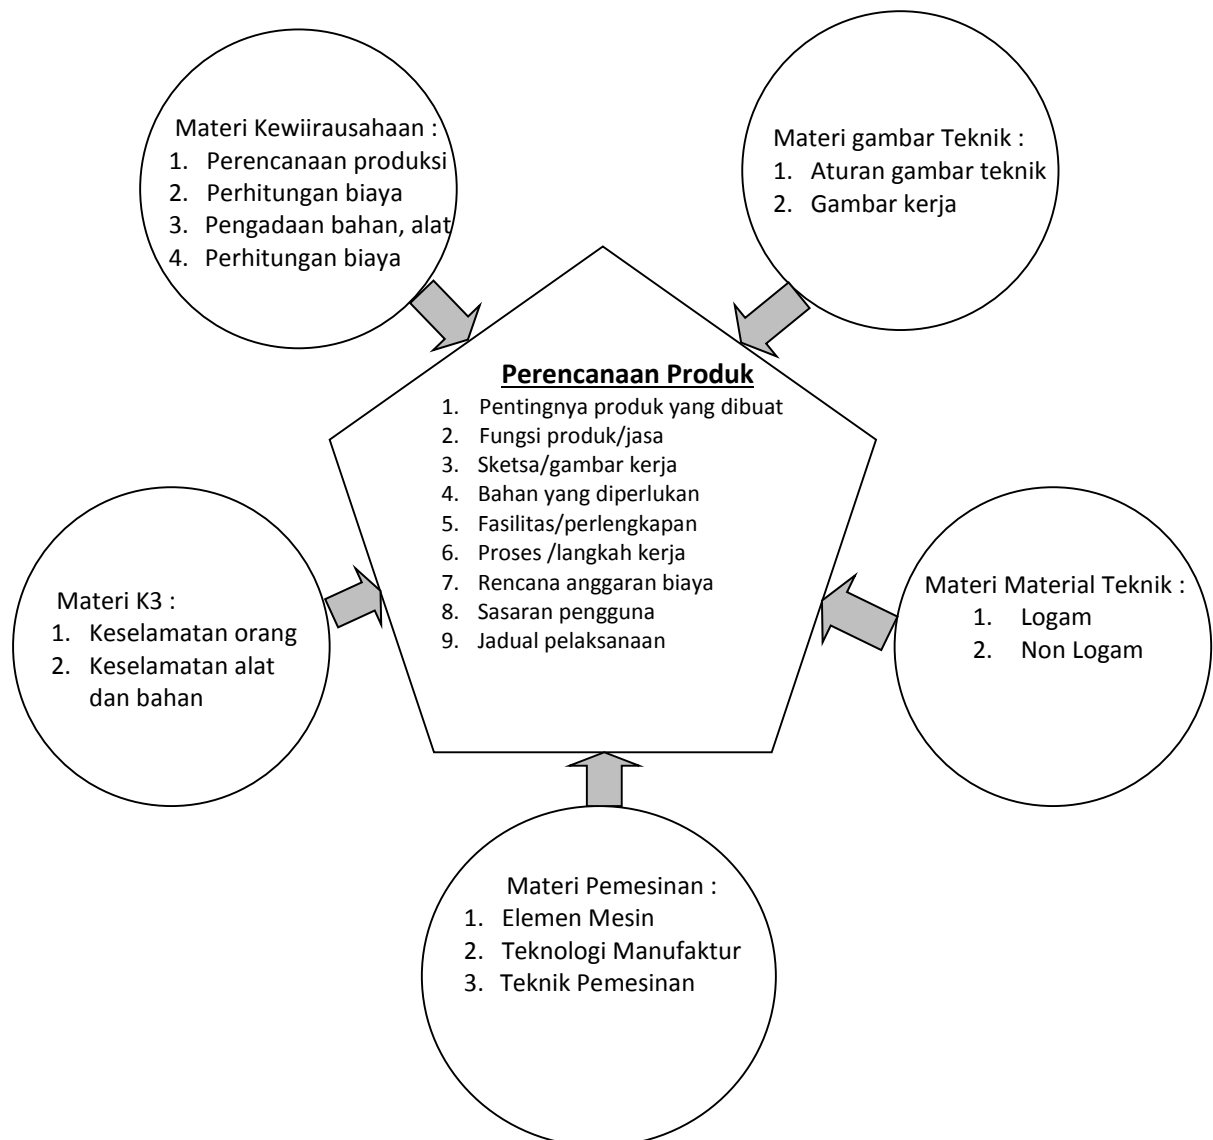 Materi Kewiirausahaan :
1. Perencanaan produksi
2. Perhitungan biaya
3. Pengadaan bahan, alat
4. Perhitungan biaya
Materi gambar Teknik :
1. Aturan gambar teknik
2. Gambar kerja
Perencanaan Produk
1. Pentingnya produk yang dibuat
2. Fungsi produk/jasa
3. Sketsa/gambar kerja
4. Bahan yang diperlukan
5. Fasilitas/perlengkapan
6. Proses /langkah kerja
7. Rencana anggaran biaya
8. Sasaran pengguna
9. Jadual pelaksanaan
Materi K3 :
1. Keselamatan orang
2. Keselamatan alat
dan bahan
Materi Material Teknik :
1. Logam
2. Non Logam
Materi Pemesinan :
1. Elemen Mesin
2. Teknologi Manufaktur
3. Teknik Pemesinan